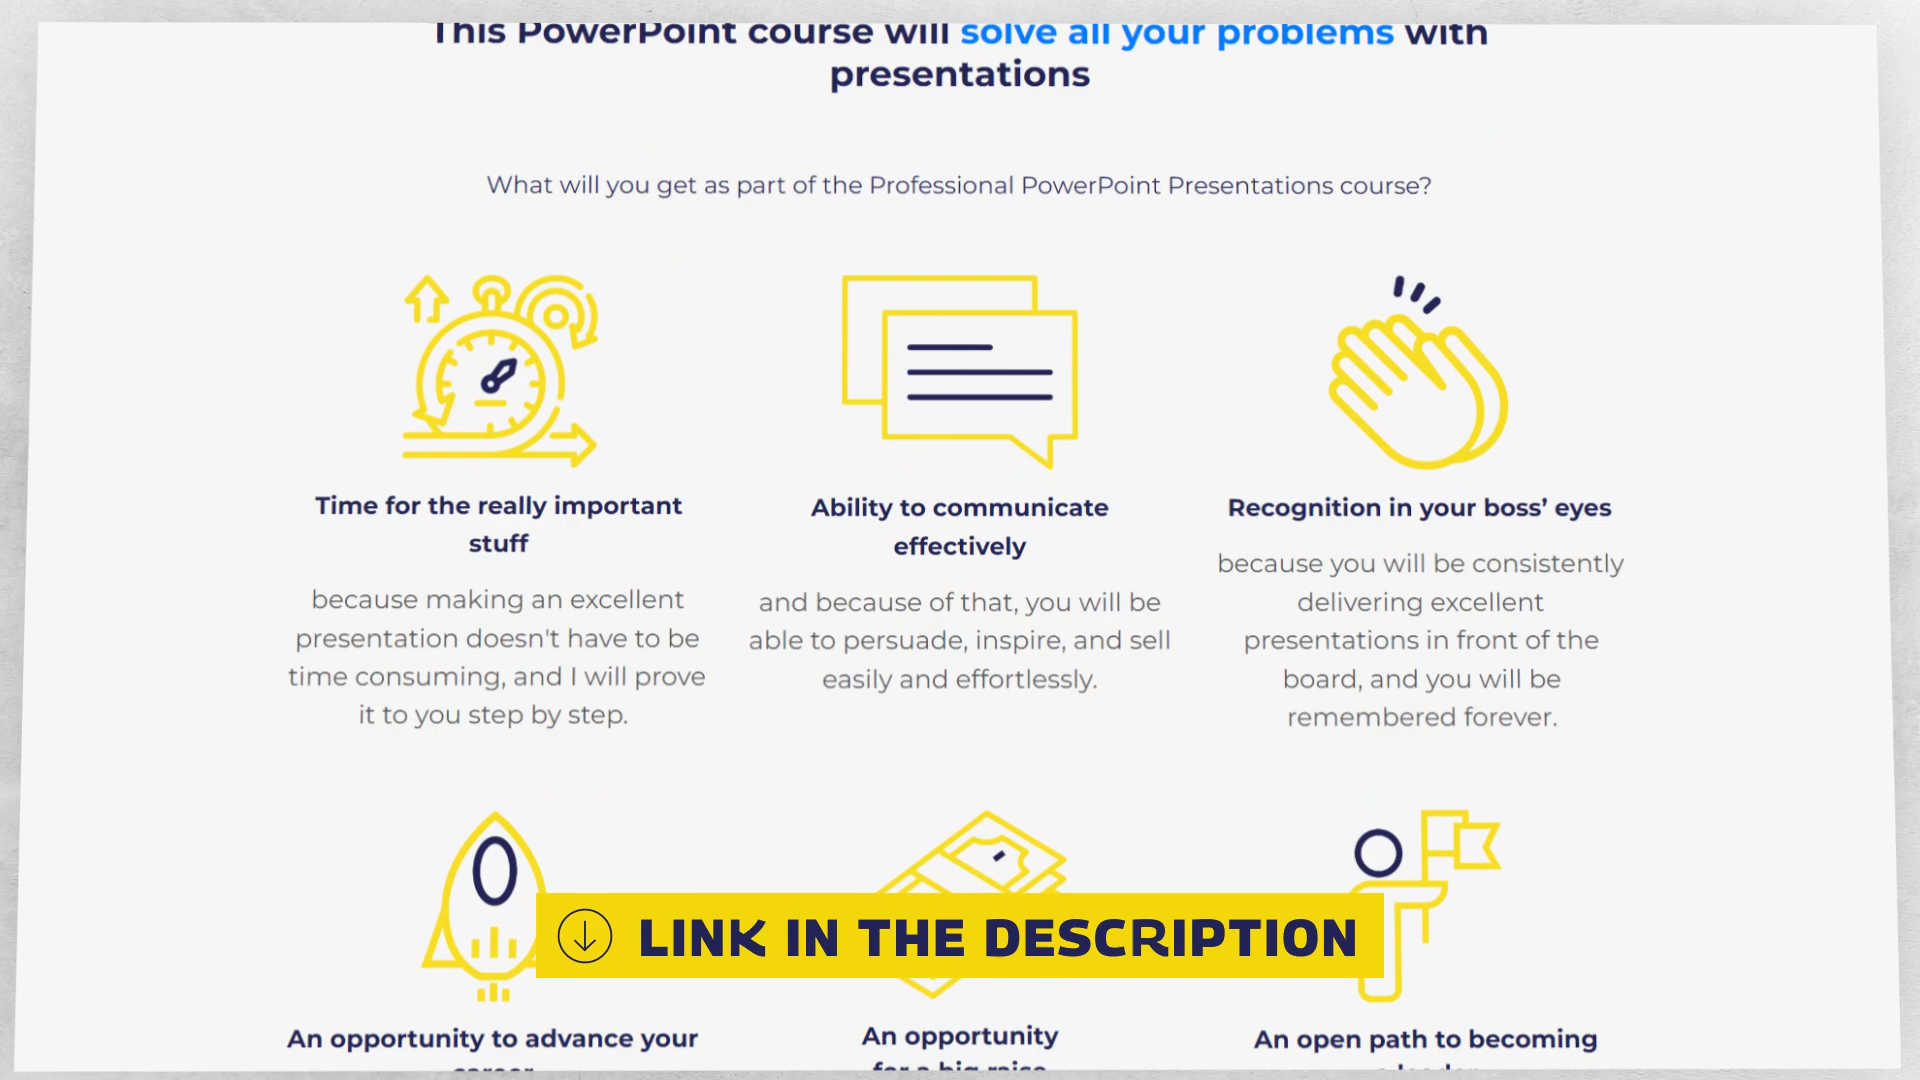 This PowerPoint course will solve all your problems with
presentations
What will you get as part of the Professional PowerPoint Presentations course?
Time for the really important
stuff
because making an excellent
presentation doesn't have to be
time consuming, and I will prove
it to you step by step.
Ability to communicate
effectively
and because of that, you will be
able to persuade, inspire, and sell
easily and effortlessly.
Recognition in your boss’ eyes
because you will be consistently
delivering excellent
presentations in front of the
board, and you will be
remembered forever.
LINK IN THE DESCRIPTION
An opportunity to advance your
career
An opportunity
for a big raise
An open path to becoming
a leader